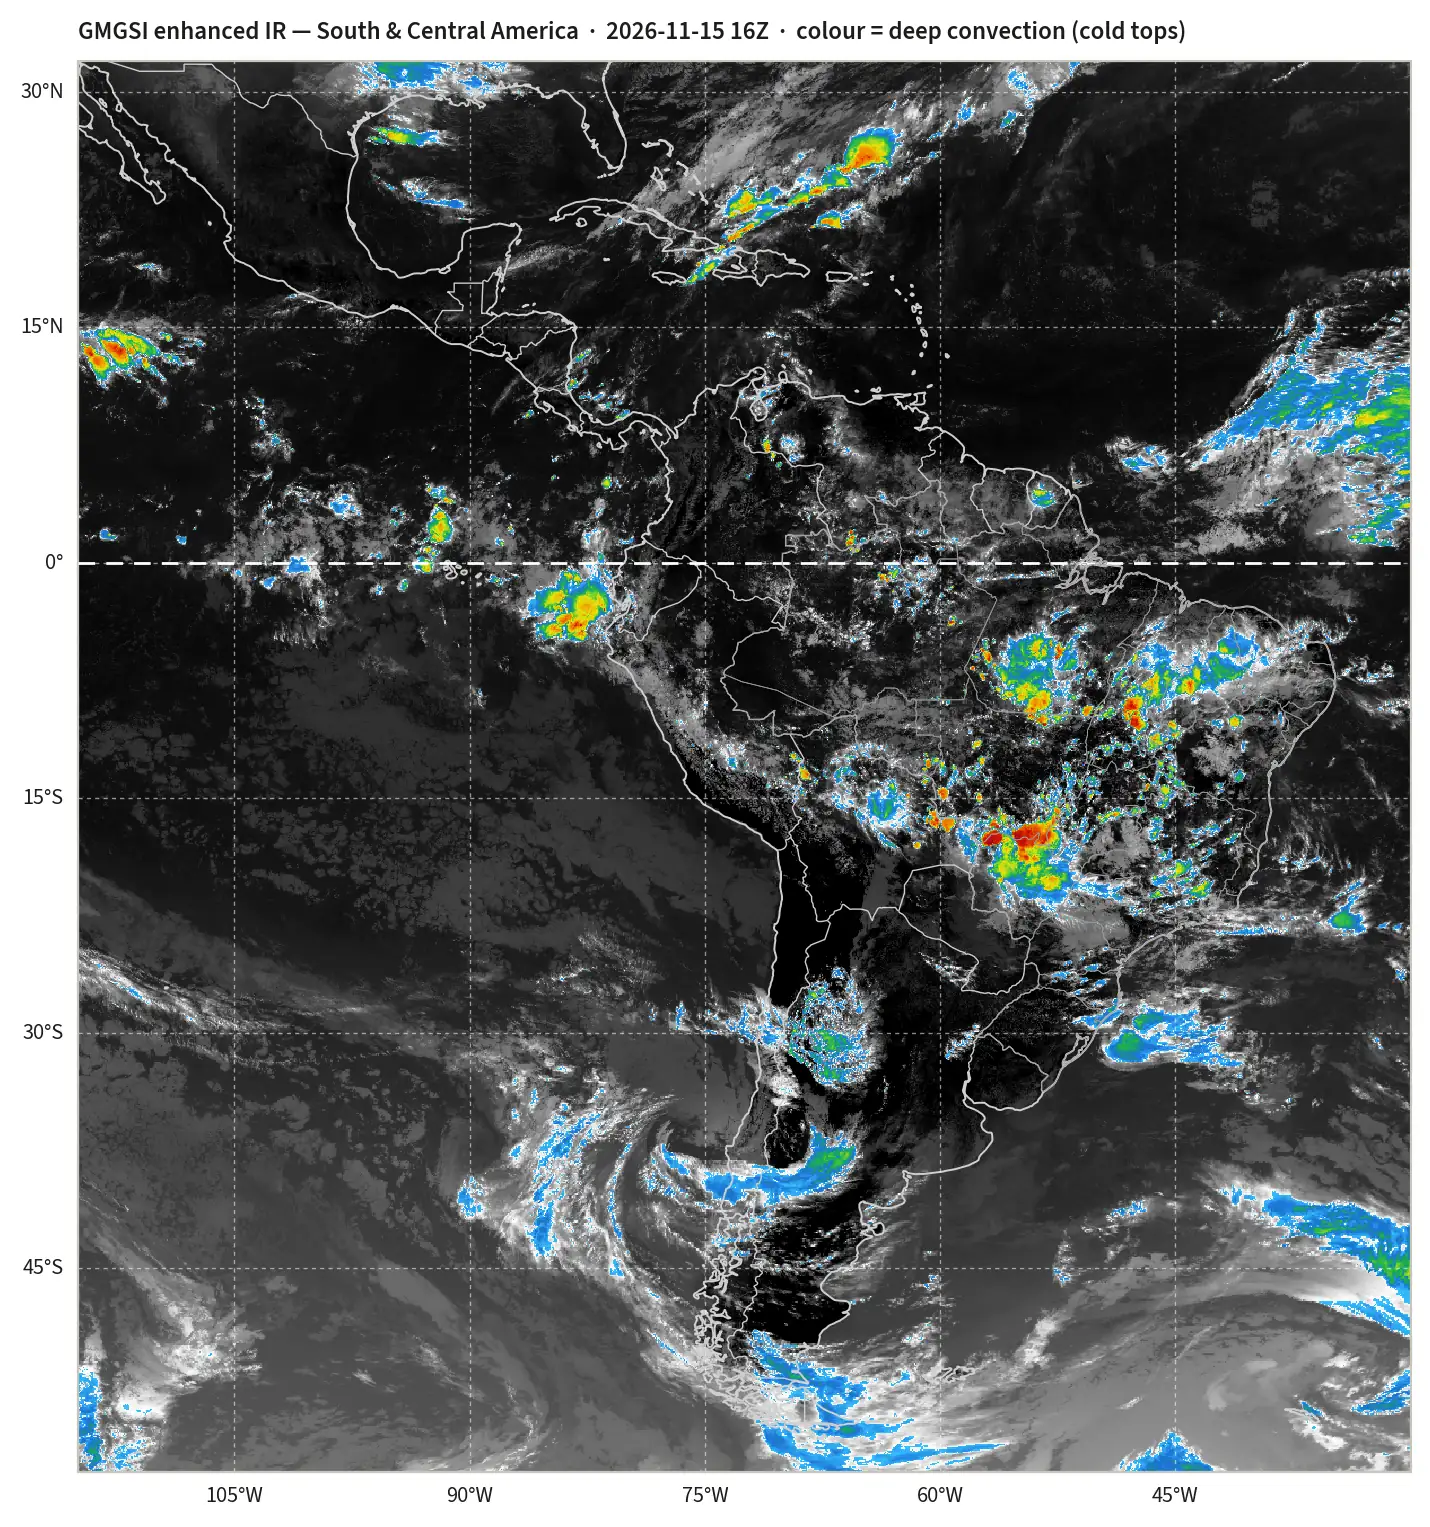 GMGSI enhanced IR — South & Central America · 2026-11-15 16Z · colour = deep convection (cold tops)
30°N
15°N
0°
15°S
30°S
45°S
105°W
90°W
75°W
60°W
45°W